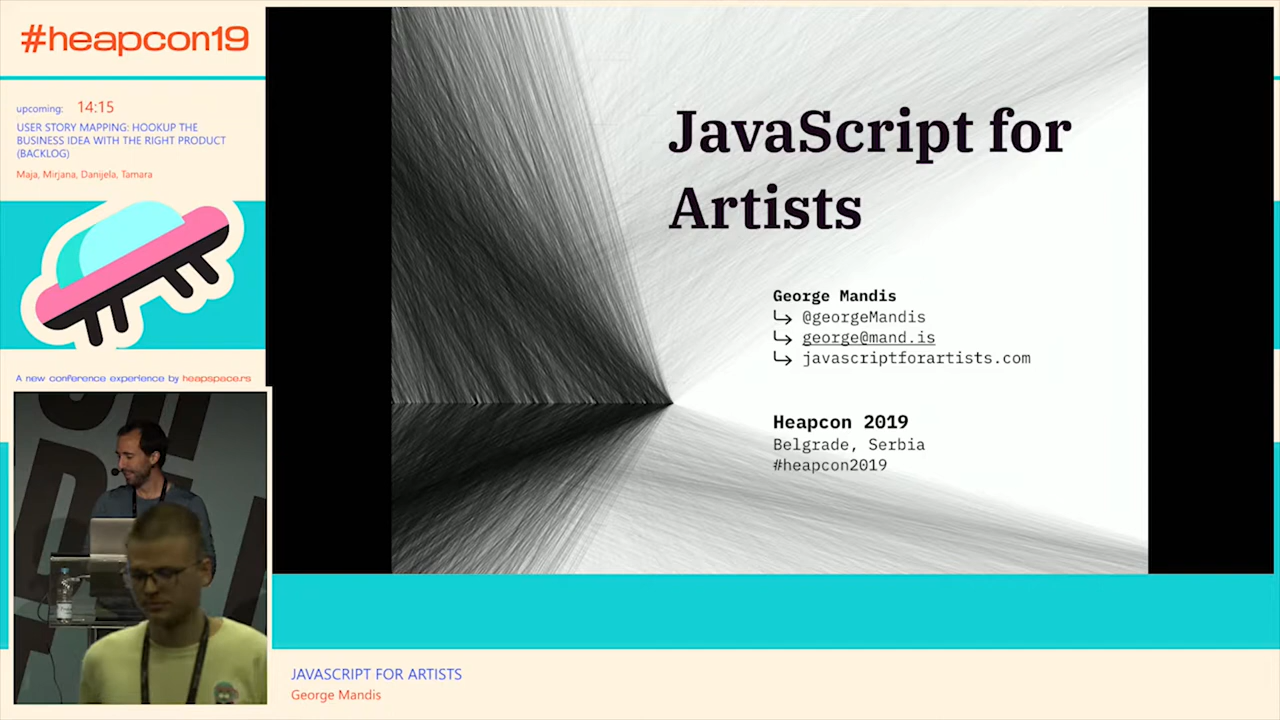 #heapcon19
upcoming: 14:15
USER STORY MAPPING: HOOKUP THE
BUSINESS IDEA WITH THE RIGHT PRODUCT
(BACKLOG)
Maja, Mirjana, Danijela, Tamara
A new conference experience by heapspace.rs
JavaScript for
Artists
George Mandis
↳ @georgeMandis
↳ george@mand.is
↳ javascriptforartists.com
Heapcon 2019
Belgrade, Serbia
#heapcon2019
JAVASCRIPT FOR ARTISTS
George Mandis